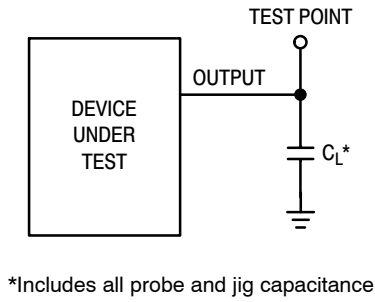 TEST POINT
OUTPUT
DEVICE
UNDER
TEST
CL*
*Includes all probe and jig capacitance